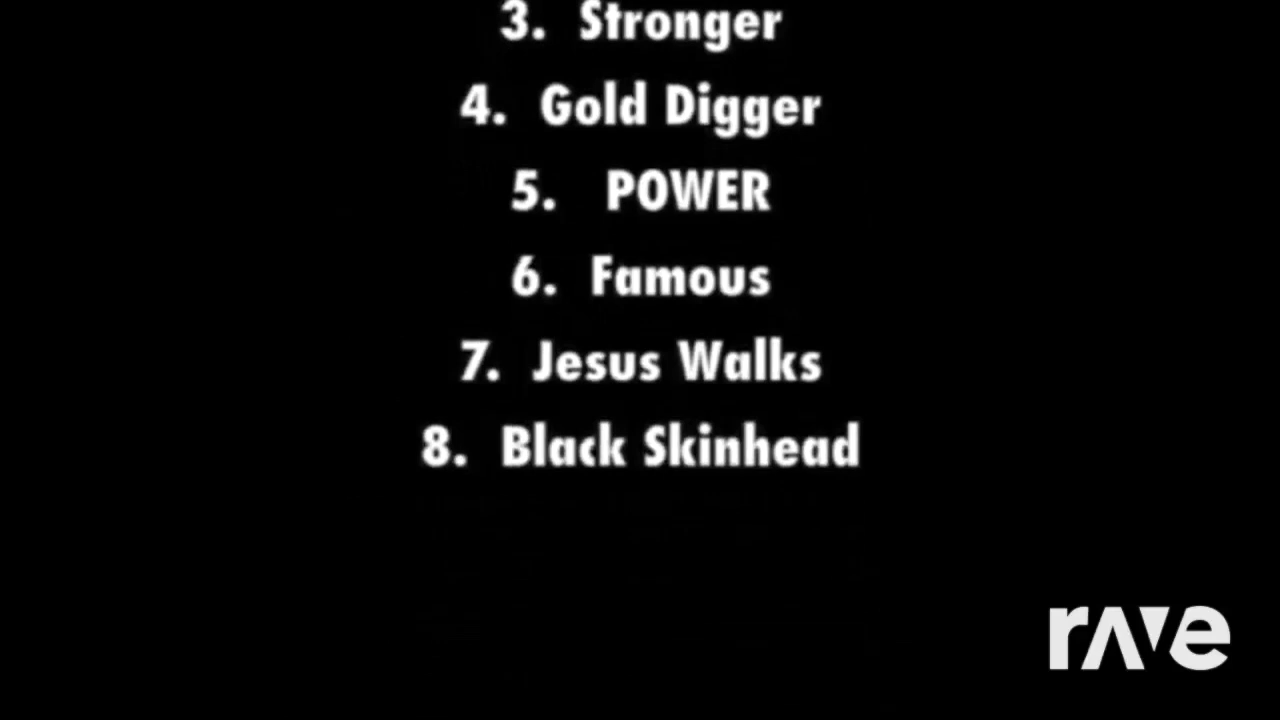 3. Stronger
4. Gold Digger
5. POWER
6. Famous
7. Jesus Walks
8. Black Skinhead
rave